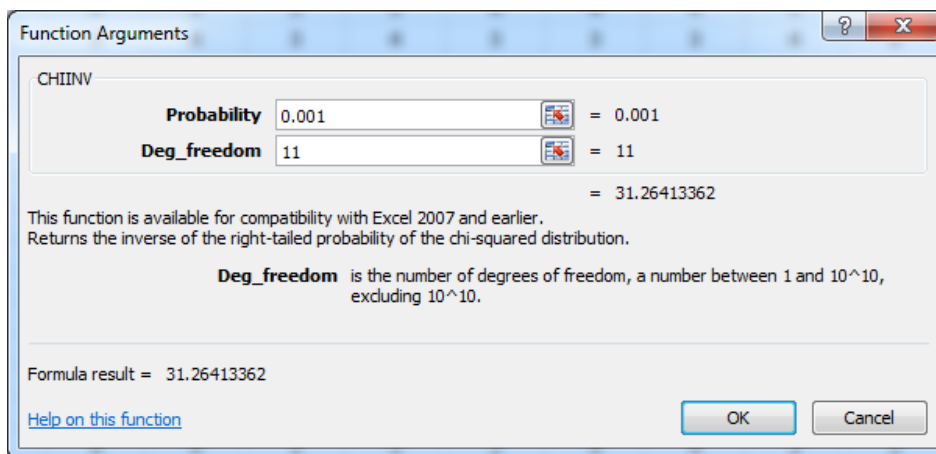 Function Arguments
?
X
CHIINV
Probability 0.001 = 0.001
Deg_freedom 11 = 11
= 31.26413362
This function is available for compatibility with Excel 2007 and earlier.
Returns the inverse of the right-tailed probability of the chi-squared distribution.
Deg_freedom is the number of degrees of freedom, a number between 1 and 10^10,
excluding 10^10.
Formula result = 31.26413362
Help on this function
OK
Cancel